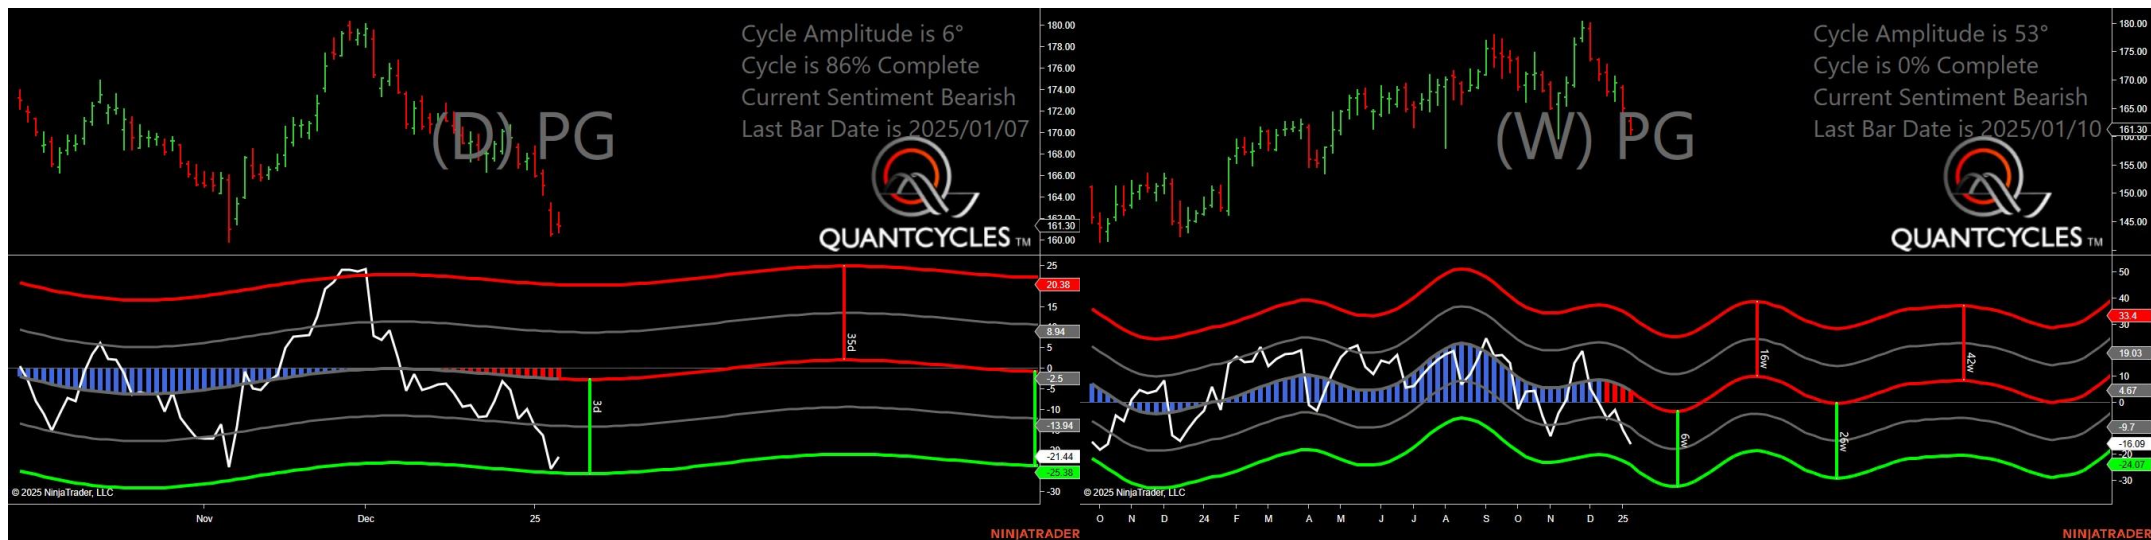 Cycle Amplitude is 6°
Cycle is 86% Complete
Current Sentiment Bearish
Last Bar Date is 2025/01/07
(D) PG
QUANTCYCLES TM
180.00
178.00
176.00
174.00
172.00
170.00
168.00
166.00
164.00
162.00
161.30
160.00
25
20.38
15
8.94
5
0
-2.5
-5
-10
-13.94
-21.44
-25.38
-30
35d
3d
© 2025 NinjaTrader, LLC
Nov
Dec
25
NINJATRADER
Cycle Amplitude is 53°
Cycle is 0% Complete
Current Sentiment Bearish
Last Bar Date is 2025/01/10
(W) PG
QUANTCYCLES TM
180.00
175.00
170.00
165.00
161.30
160.00
155.00
150.00
145.00
50
40
33.4
30
19.03
10
4.67
0
-9.7
-16.09
-20
-24.07
-30
16w
42w
6w
26w
© 2025 NinjaTrader, LLC
O N D 24 F M A M J J A S O N D 25
NINJATRADER